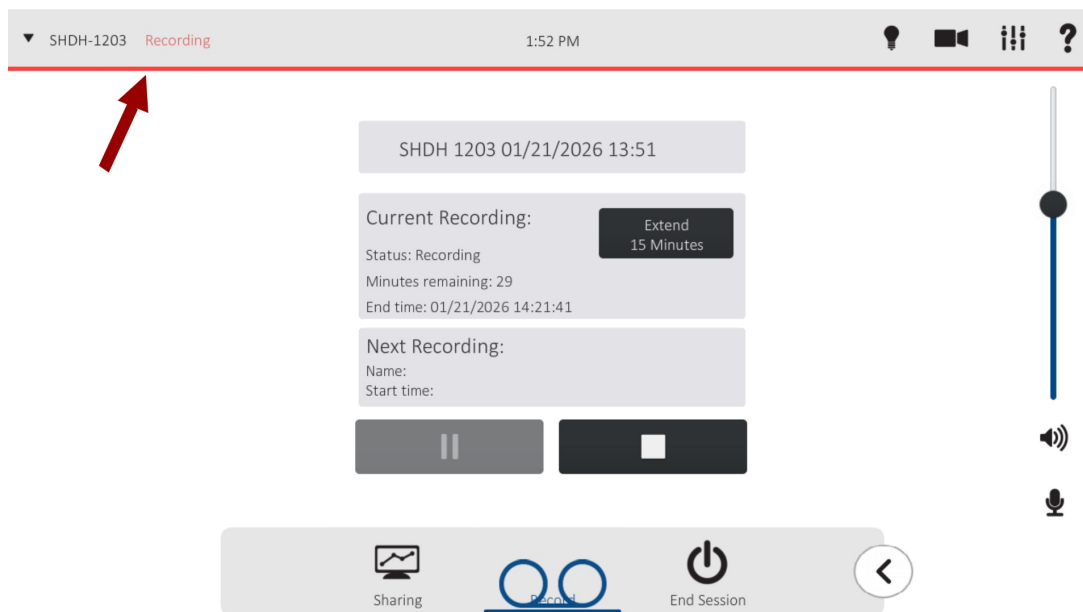 SHDH-1203 Recording 1:52 PM ?
SHDH 1203 01/21/2026 13:51
Current Recording:
Extend
15 Minutes
Status: Recording
Minutes remaining: 29
End time: 01/21/2026 14:21:41
Next Recording:
Name:
Start time:
Sharing
Record
End Session